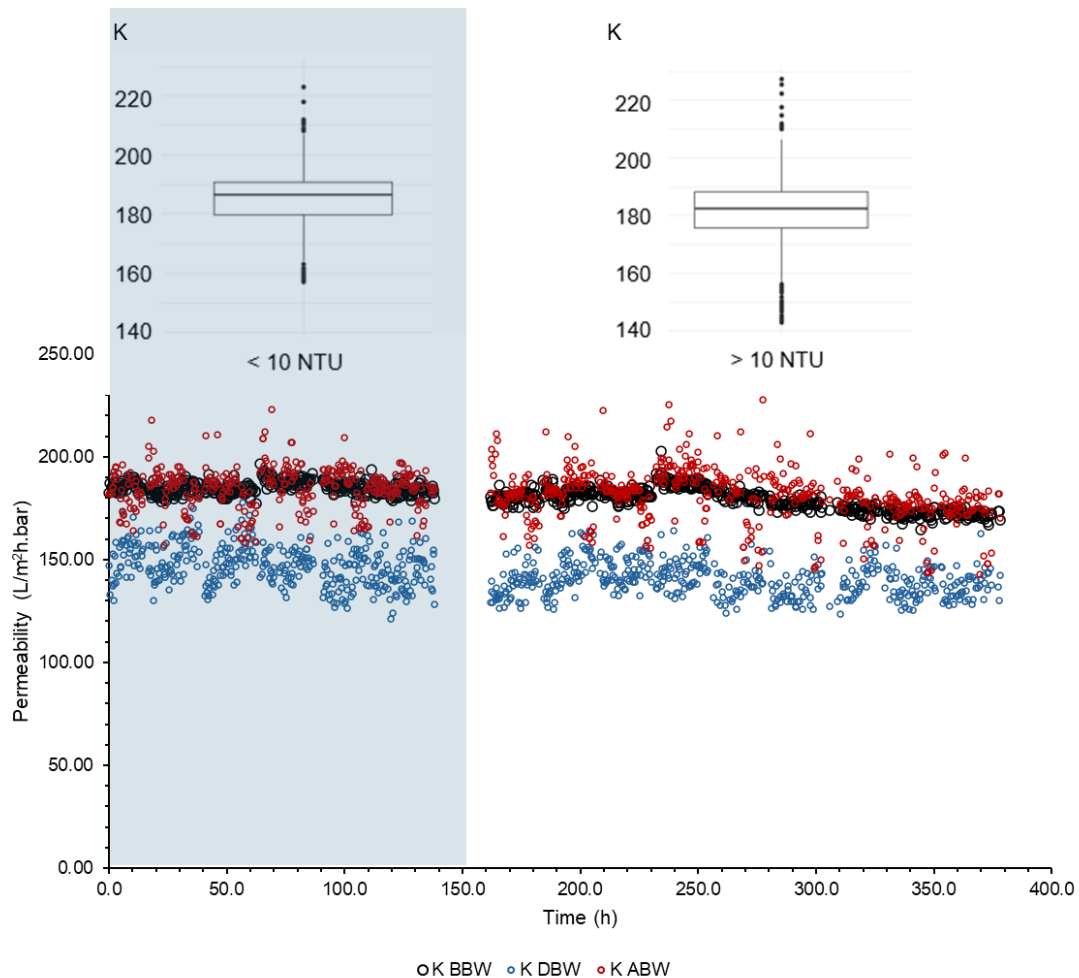 K
220
200
180
160
140
< 10 NTU
K
220
200
180
160
140
> 10 NTU
250.00
200.00
150.00
100.00
50.00
0.00
Permeability (L/m²h.bar)
0.0 50.0 100.0 150.0 200.0 250.0 300.0 350.0 400.0
Time (h)
K BBW K DBW K ABW